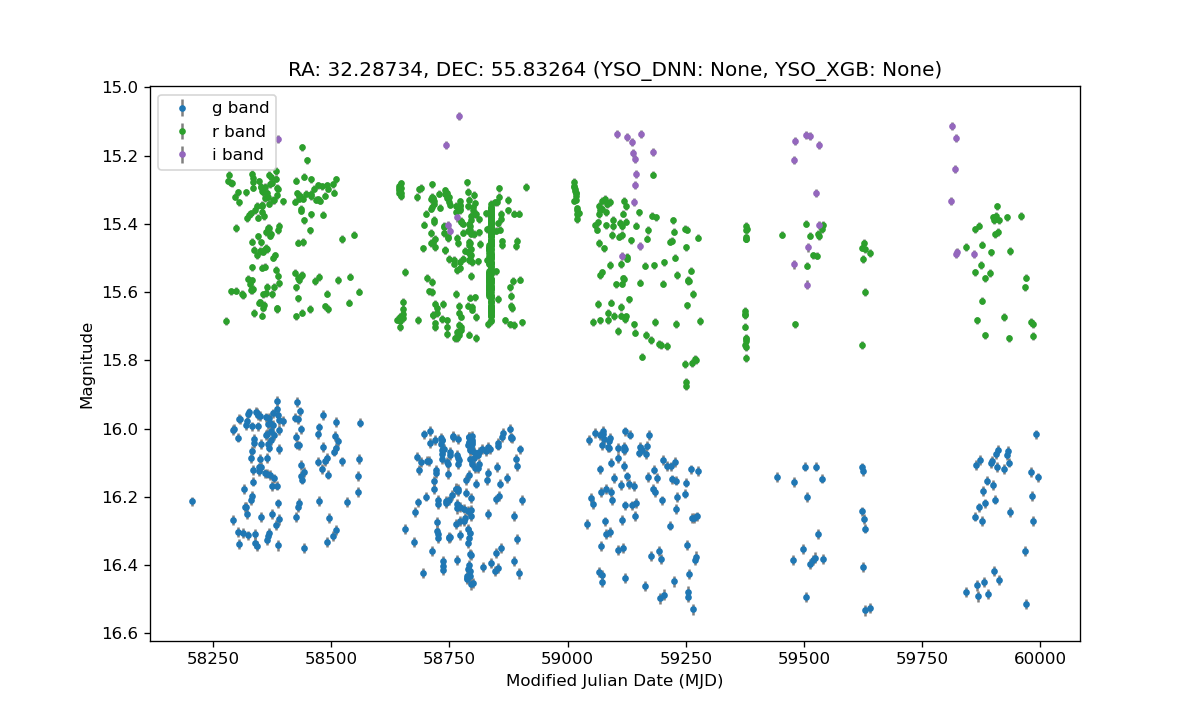 RA: 32.28734, DEC: 55.83264 (YSO_DNN: None, YSO_XGB: None)
g band
r band
i band
15.0
15.2
15.4
15.6
15.8
16.0
16.2
16.4
16.6
Magnitude
58250 58500 58750 59000 59250 59500 59750 60000
Modified Julian Date (MJD)